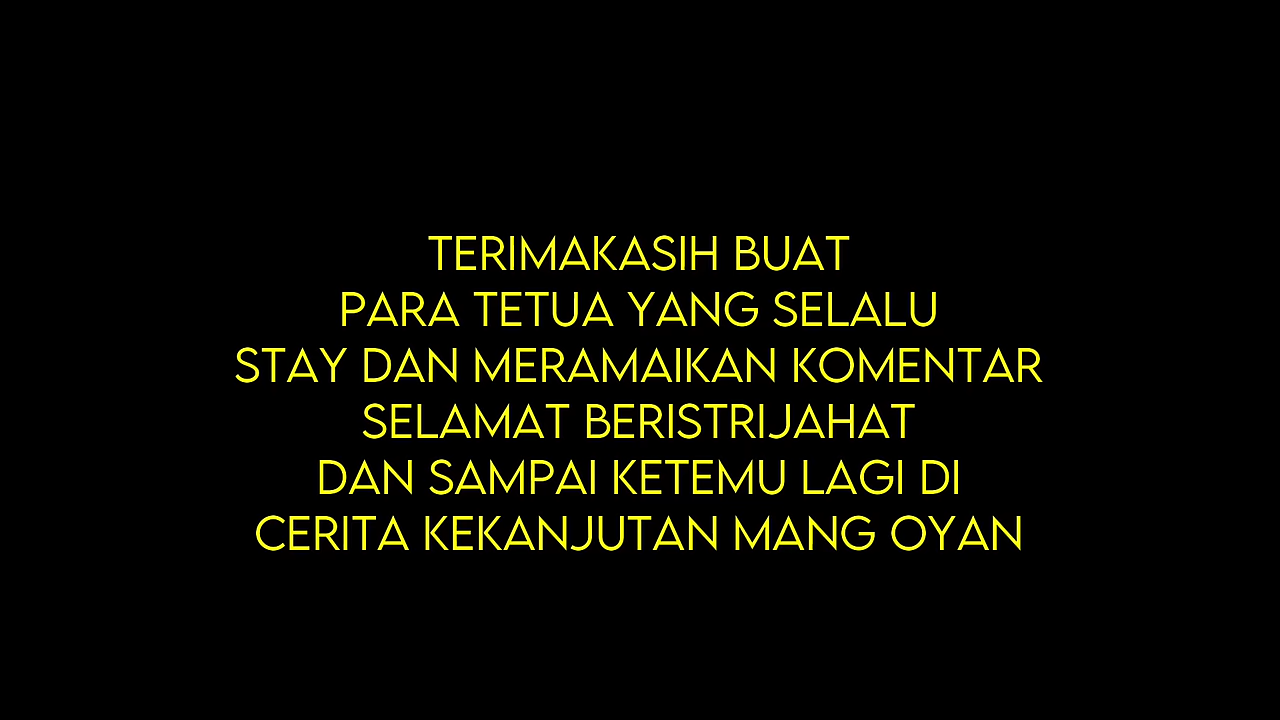 TERIMAKASIH BUAT
PARA TETUA YANG SELALU
STAY DAN MERAMAIKAN KOMENTAR
SELAMAT BERISTRIJAHAT
DAN SAMPAI KETEMU LAGI DI
CERITA KEKANJUTAN MANG OYAN